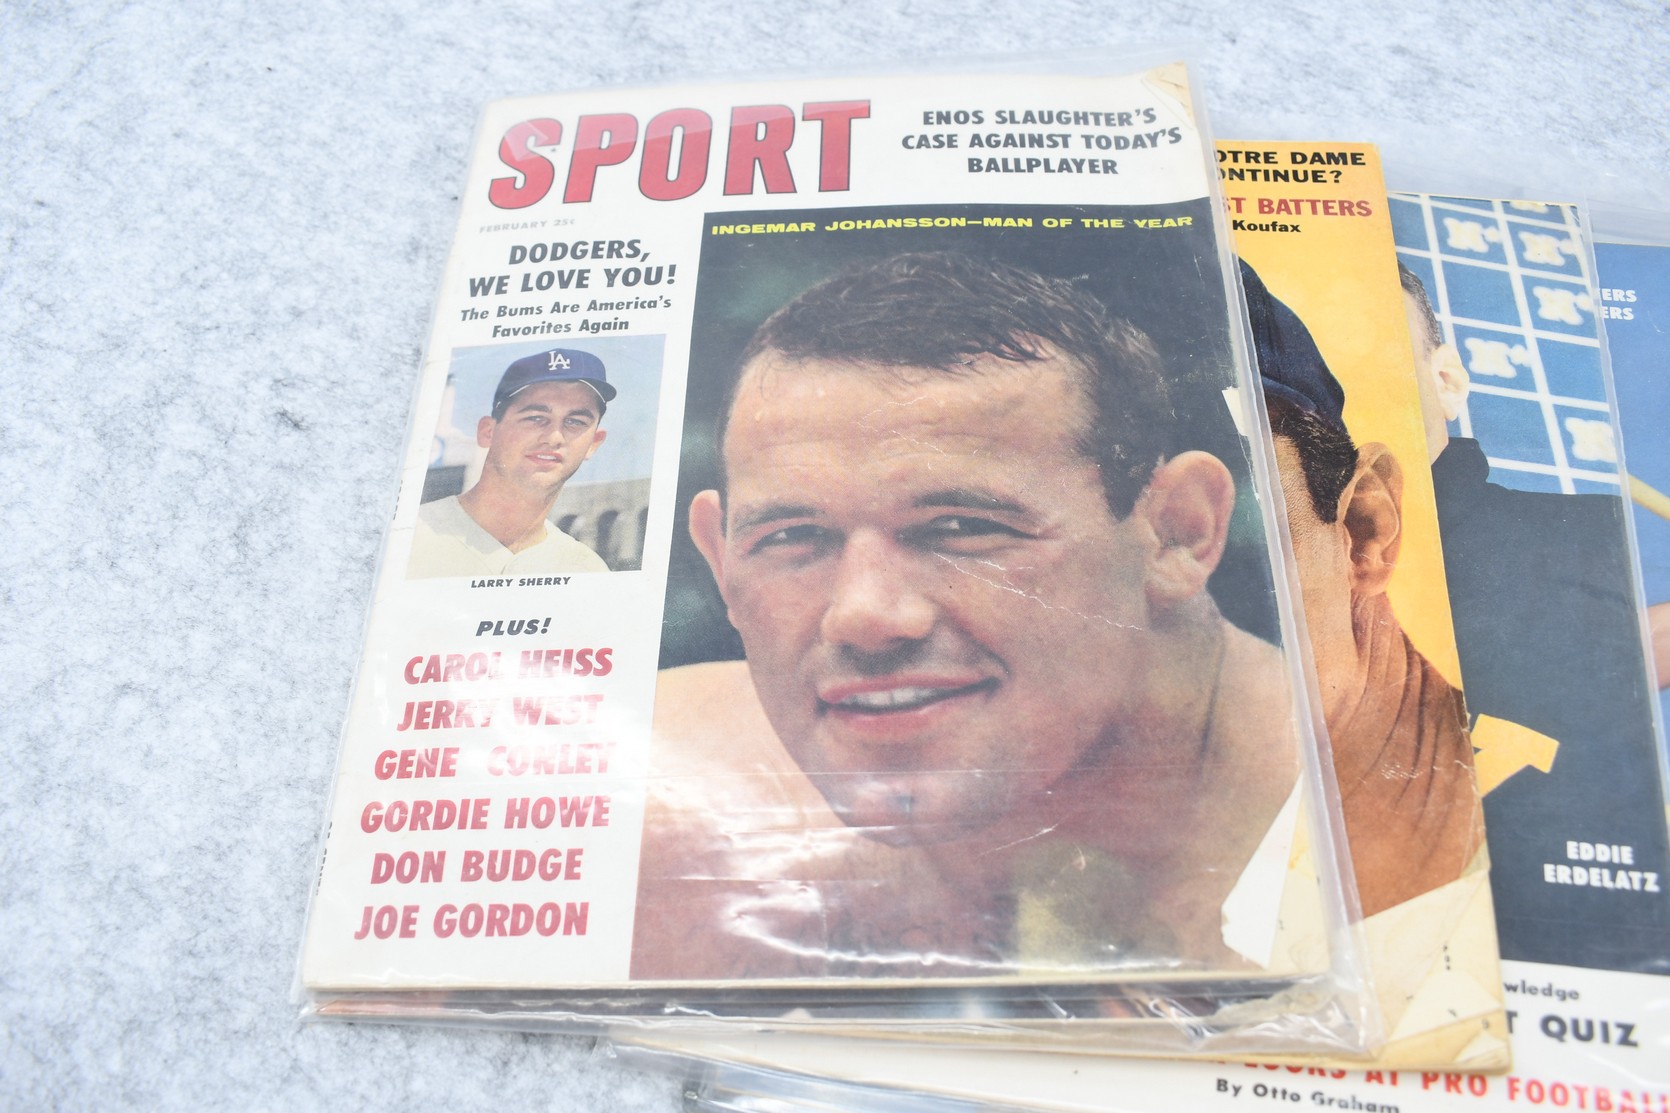 SPORT
ENOS SLAUGHTER'S
CASE AGAINST TODAY'S
BALLPLAYER
FEBRUARY 25c
INGEMAR JOHANSSON—MAN OF THE YEAR
DODGERS,
WE LOVE YOU!
The Bums Are America's
Favorites Again
LA
LARRY SHERRY
PLUS!
CAROL HEISS
JERRY WEST
GENE CONLEY
GORDIE HOWE
DON BUDGE
JOE GORDON
OTRE DAME
ONTINUE?
ST BATTERS
Koufax
ERS
ERS
EDDIE
ERDELATZ
wledge
T QUIZ
LOOKS AT PRO FOOTBALL
By Otto Graham